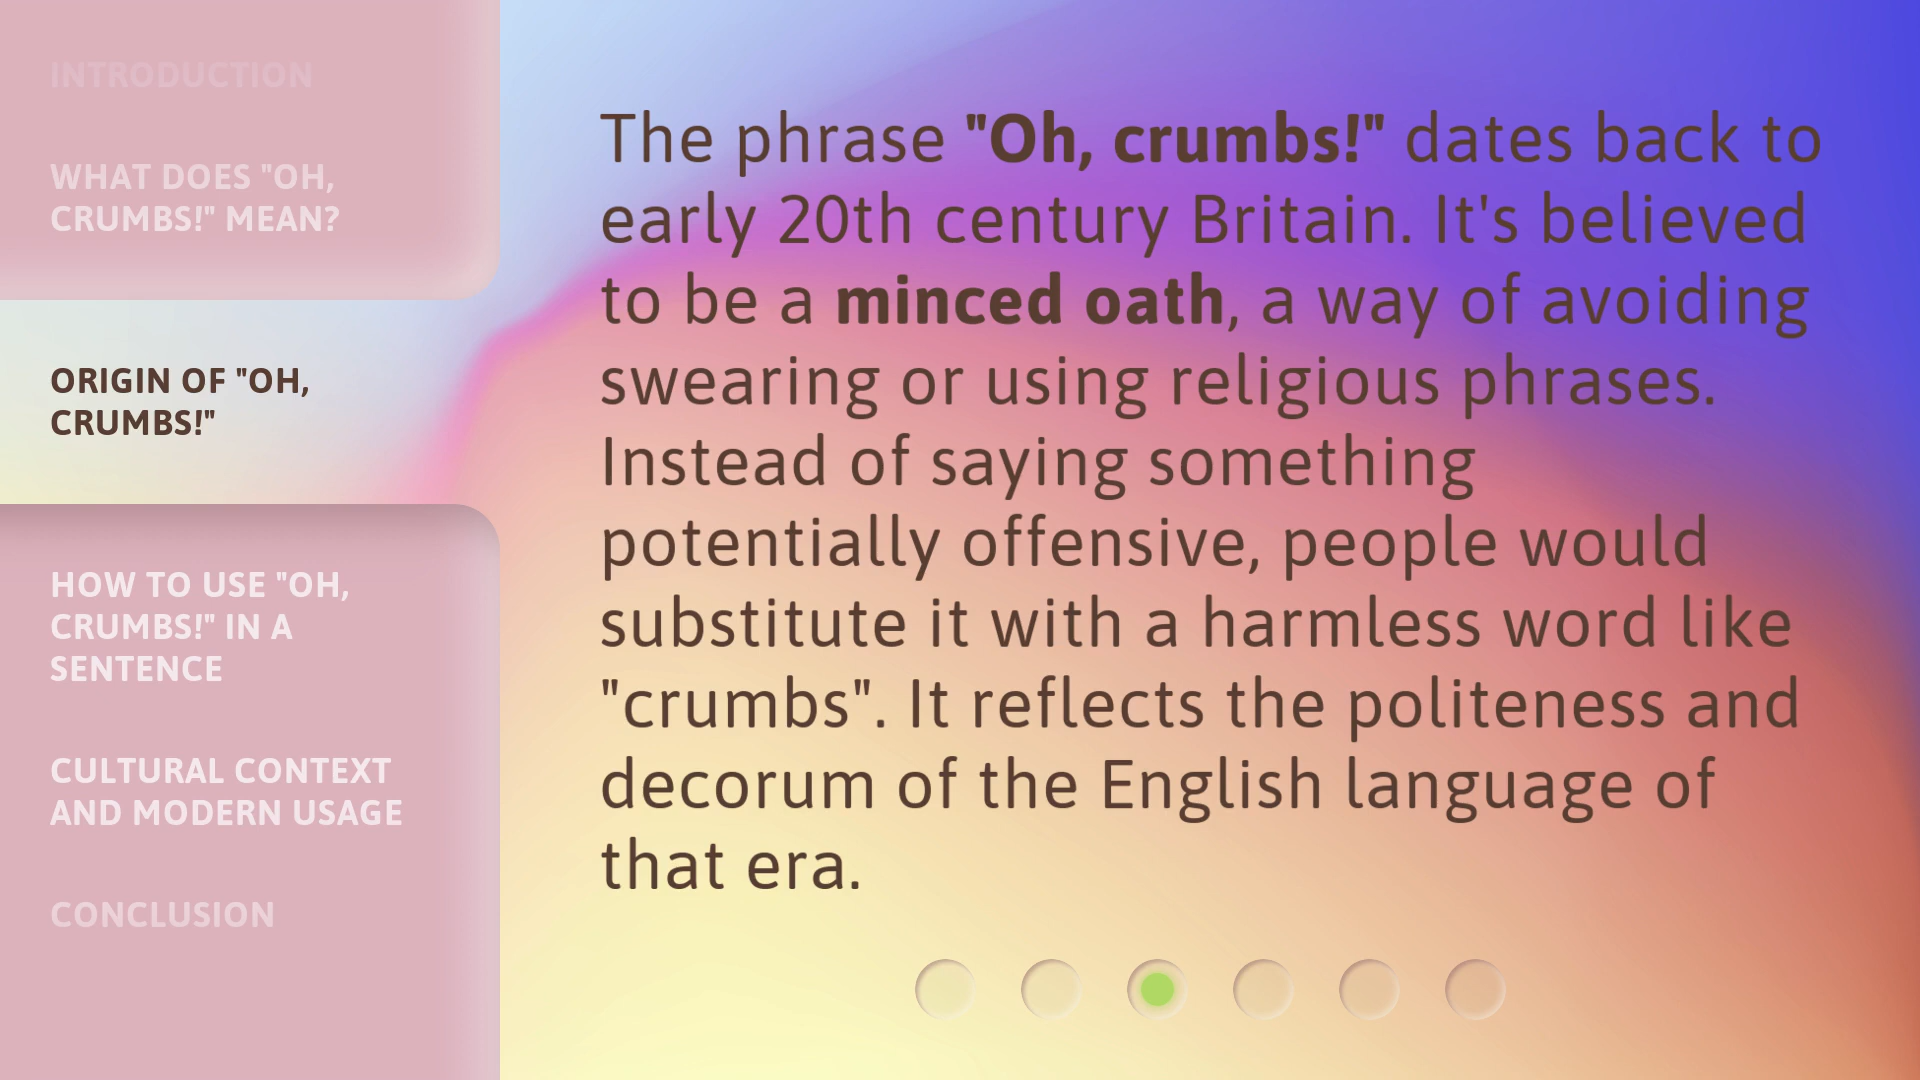 INTRODUCTION
WHAT DOES "OH,
CRUMBS!" MEAN?
ORIGIN OF "OH,
CRUMBS!"
HOW TO USE "OH,
CRUMBS!" IN A
SENTENCE
CULTURAL CONTEXT
AND MODERN USAGE
CONCLUSION
The phrase "Oh, crumbs!" dates back to
early 20th century Britain. It's believed
to be a minced oath, a way of avoiding
swearing or using religious phrases.
Instead of saying something
potentially offensive, people would
substitute it with a harmless word like
"crumbs". It reflects the politeness and
decorum of the English language of
that era.